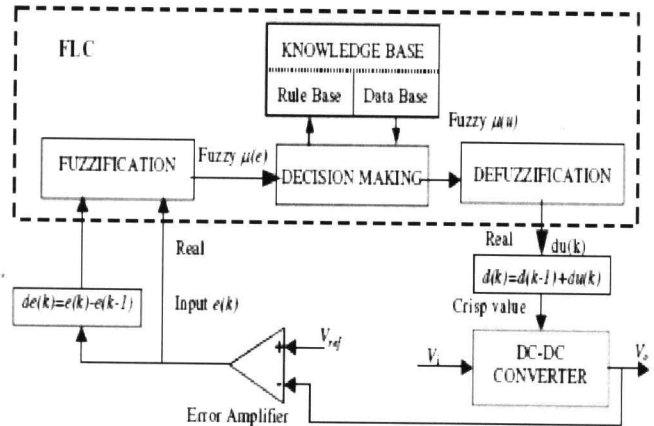 FLC
KNOWLEDGE BASE
Rule Base
Data Base
Fuzzy μ(u)
FUZZIFICATION
Fuzzy μ(e)
DECISION MAKING
DEFUZZIFICATION
Real
Real
du(k)
de(k)=e(k)-e(k-1)
Input e(k)
d(k)=d(k-1)+du(k)
Crisp value
+
V_ref
-
V_i
DC-DC
CONVERTER
V_o
Error Amplifier